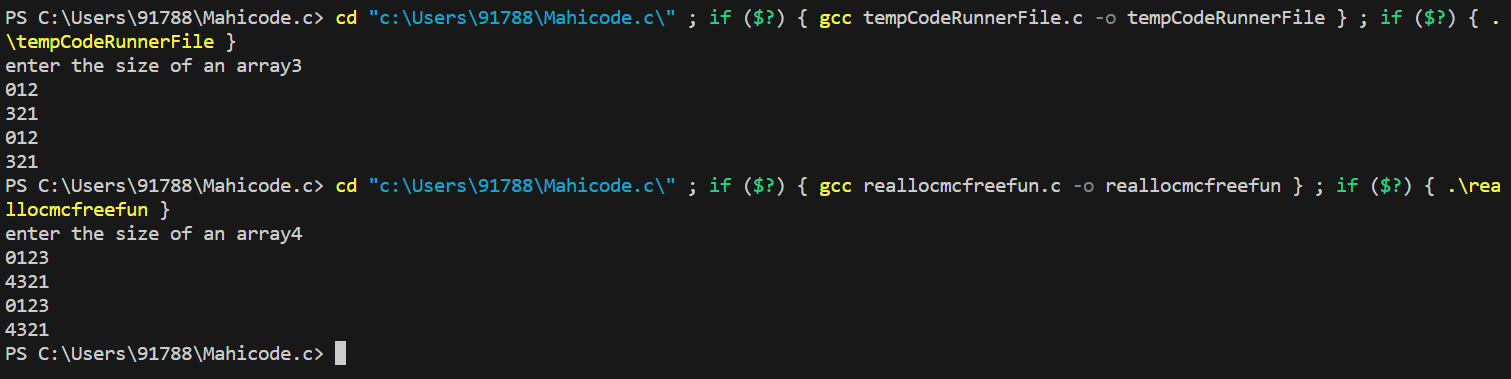 PS C:\Users\91788\Mahicode.c> cd "c:\Users\91788\Mahicode.c\" ; if ($?) { gcc tempCodeRunnerFile.c -o tempCodeRunnerFile } ; if ($?) { .
\tempCodeRunnerFile }
enter the size of an array3
012
321
012
321
PS C:\Users\91788\Mahicode.c> cd "c:\Users\91788\Mahicode.c\" ; if ($?) { gcc reallocmcfreefun.c -o reallocmcfreefun } ; if ($?) { .\rea
llocmcfreefun }
enter the size of an array4
0123
4321
0123
4321
PS C:\Users\91788\Mahicode.c>